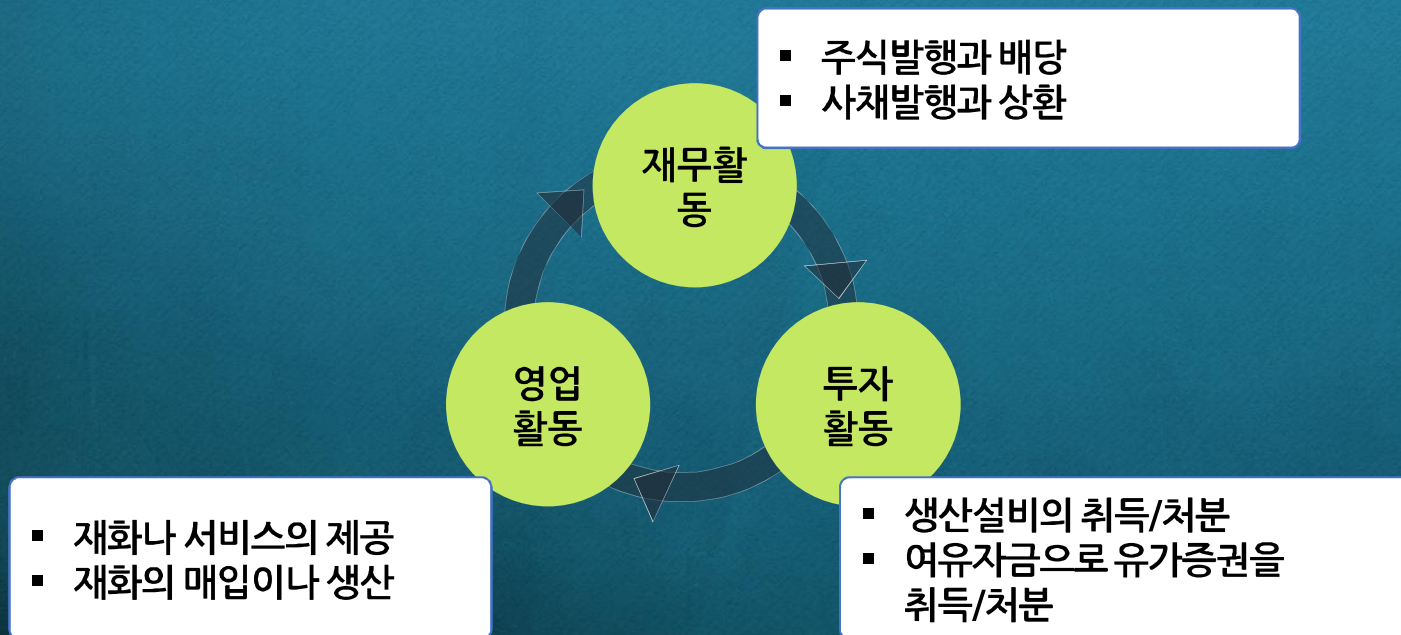 ▪ 주식발행과 배당
▪ 사채발행과 상환
재무활
동
영업
활동
투자
활동
▪ 재화나 서비스의 제공
▪ 재화의 매입이나 생산
▪ 생산설비의 취득/처분
▪ 여유자금으로 유가증권을
취득/처분